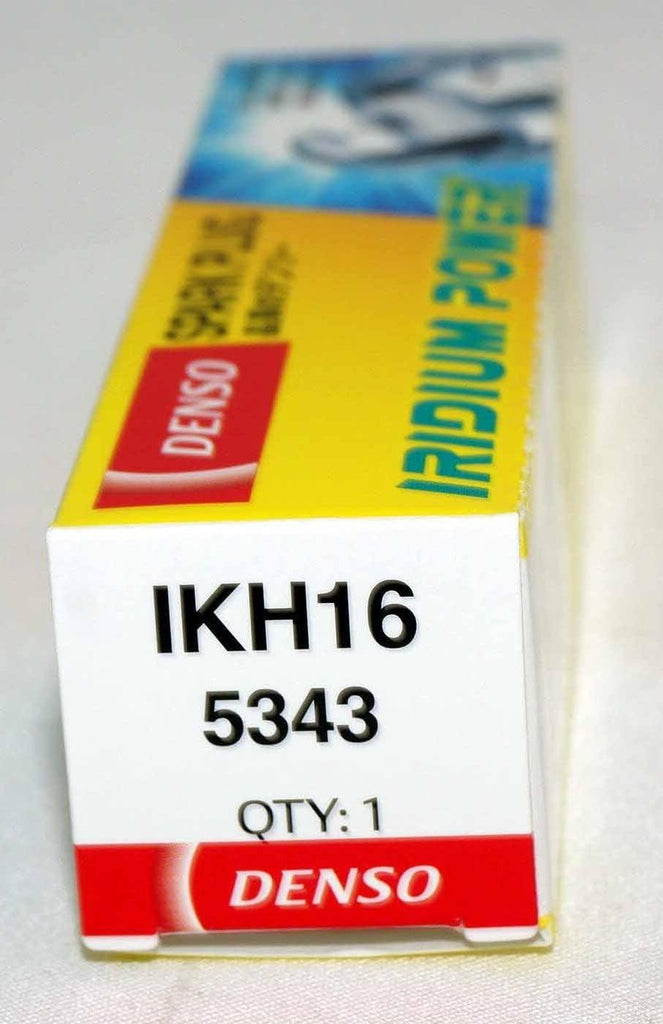 IRIDIUM POWER
SPARK PLUG
DENSO
IKH16
5343
QTY: 1
DENSO